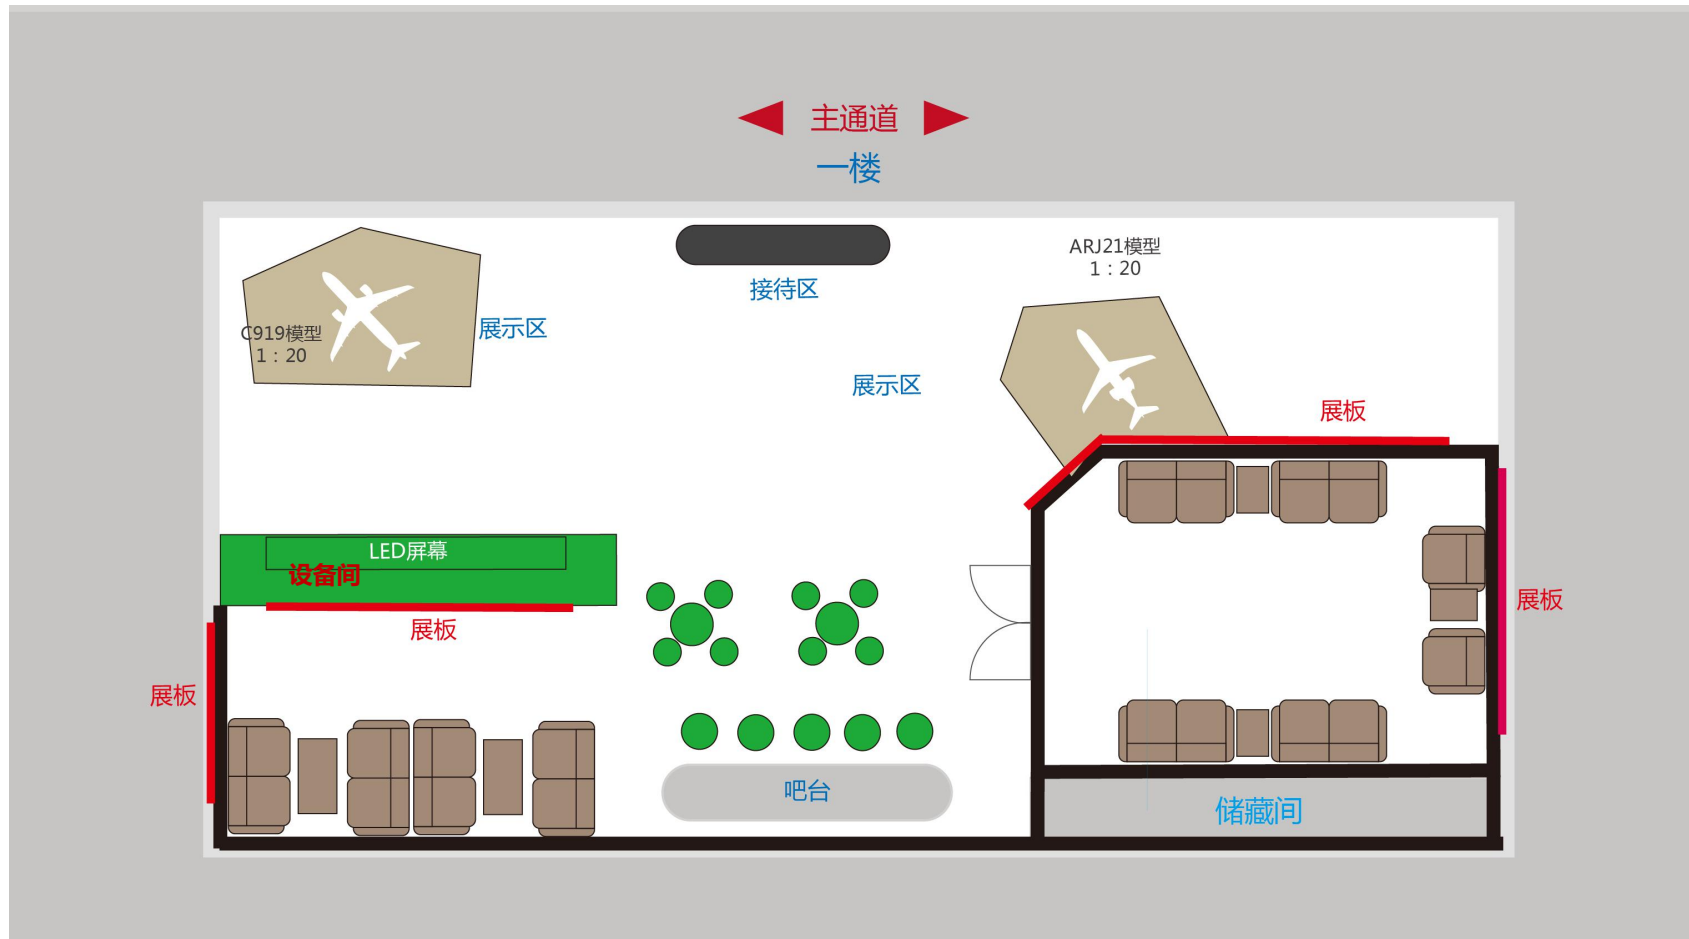 主通道
一楼
ARJ21模型
1：20
接待区
C919模型
1：20
展示区
展示区
展板
LED屏幕
设备间
展板
展板
展板
吧台
储藏间